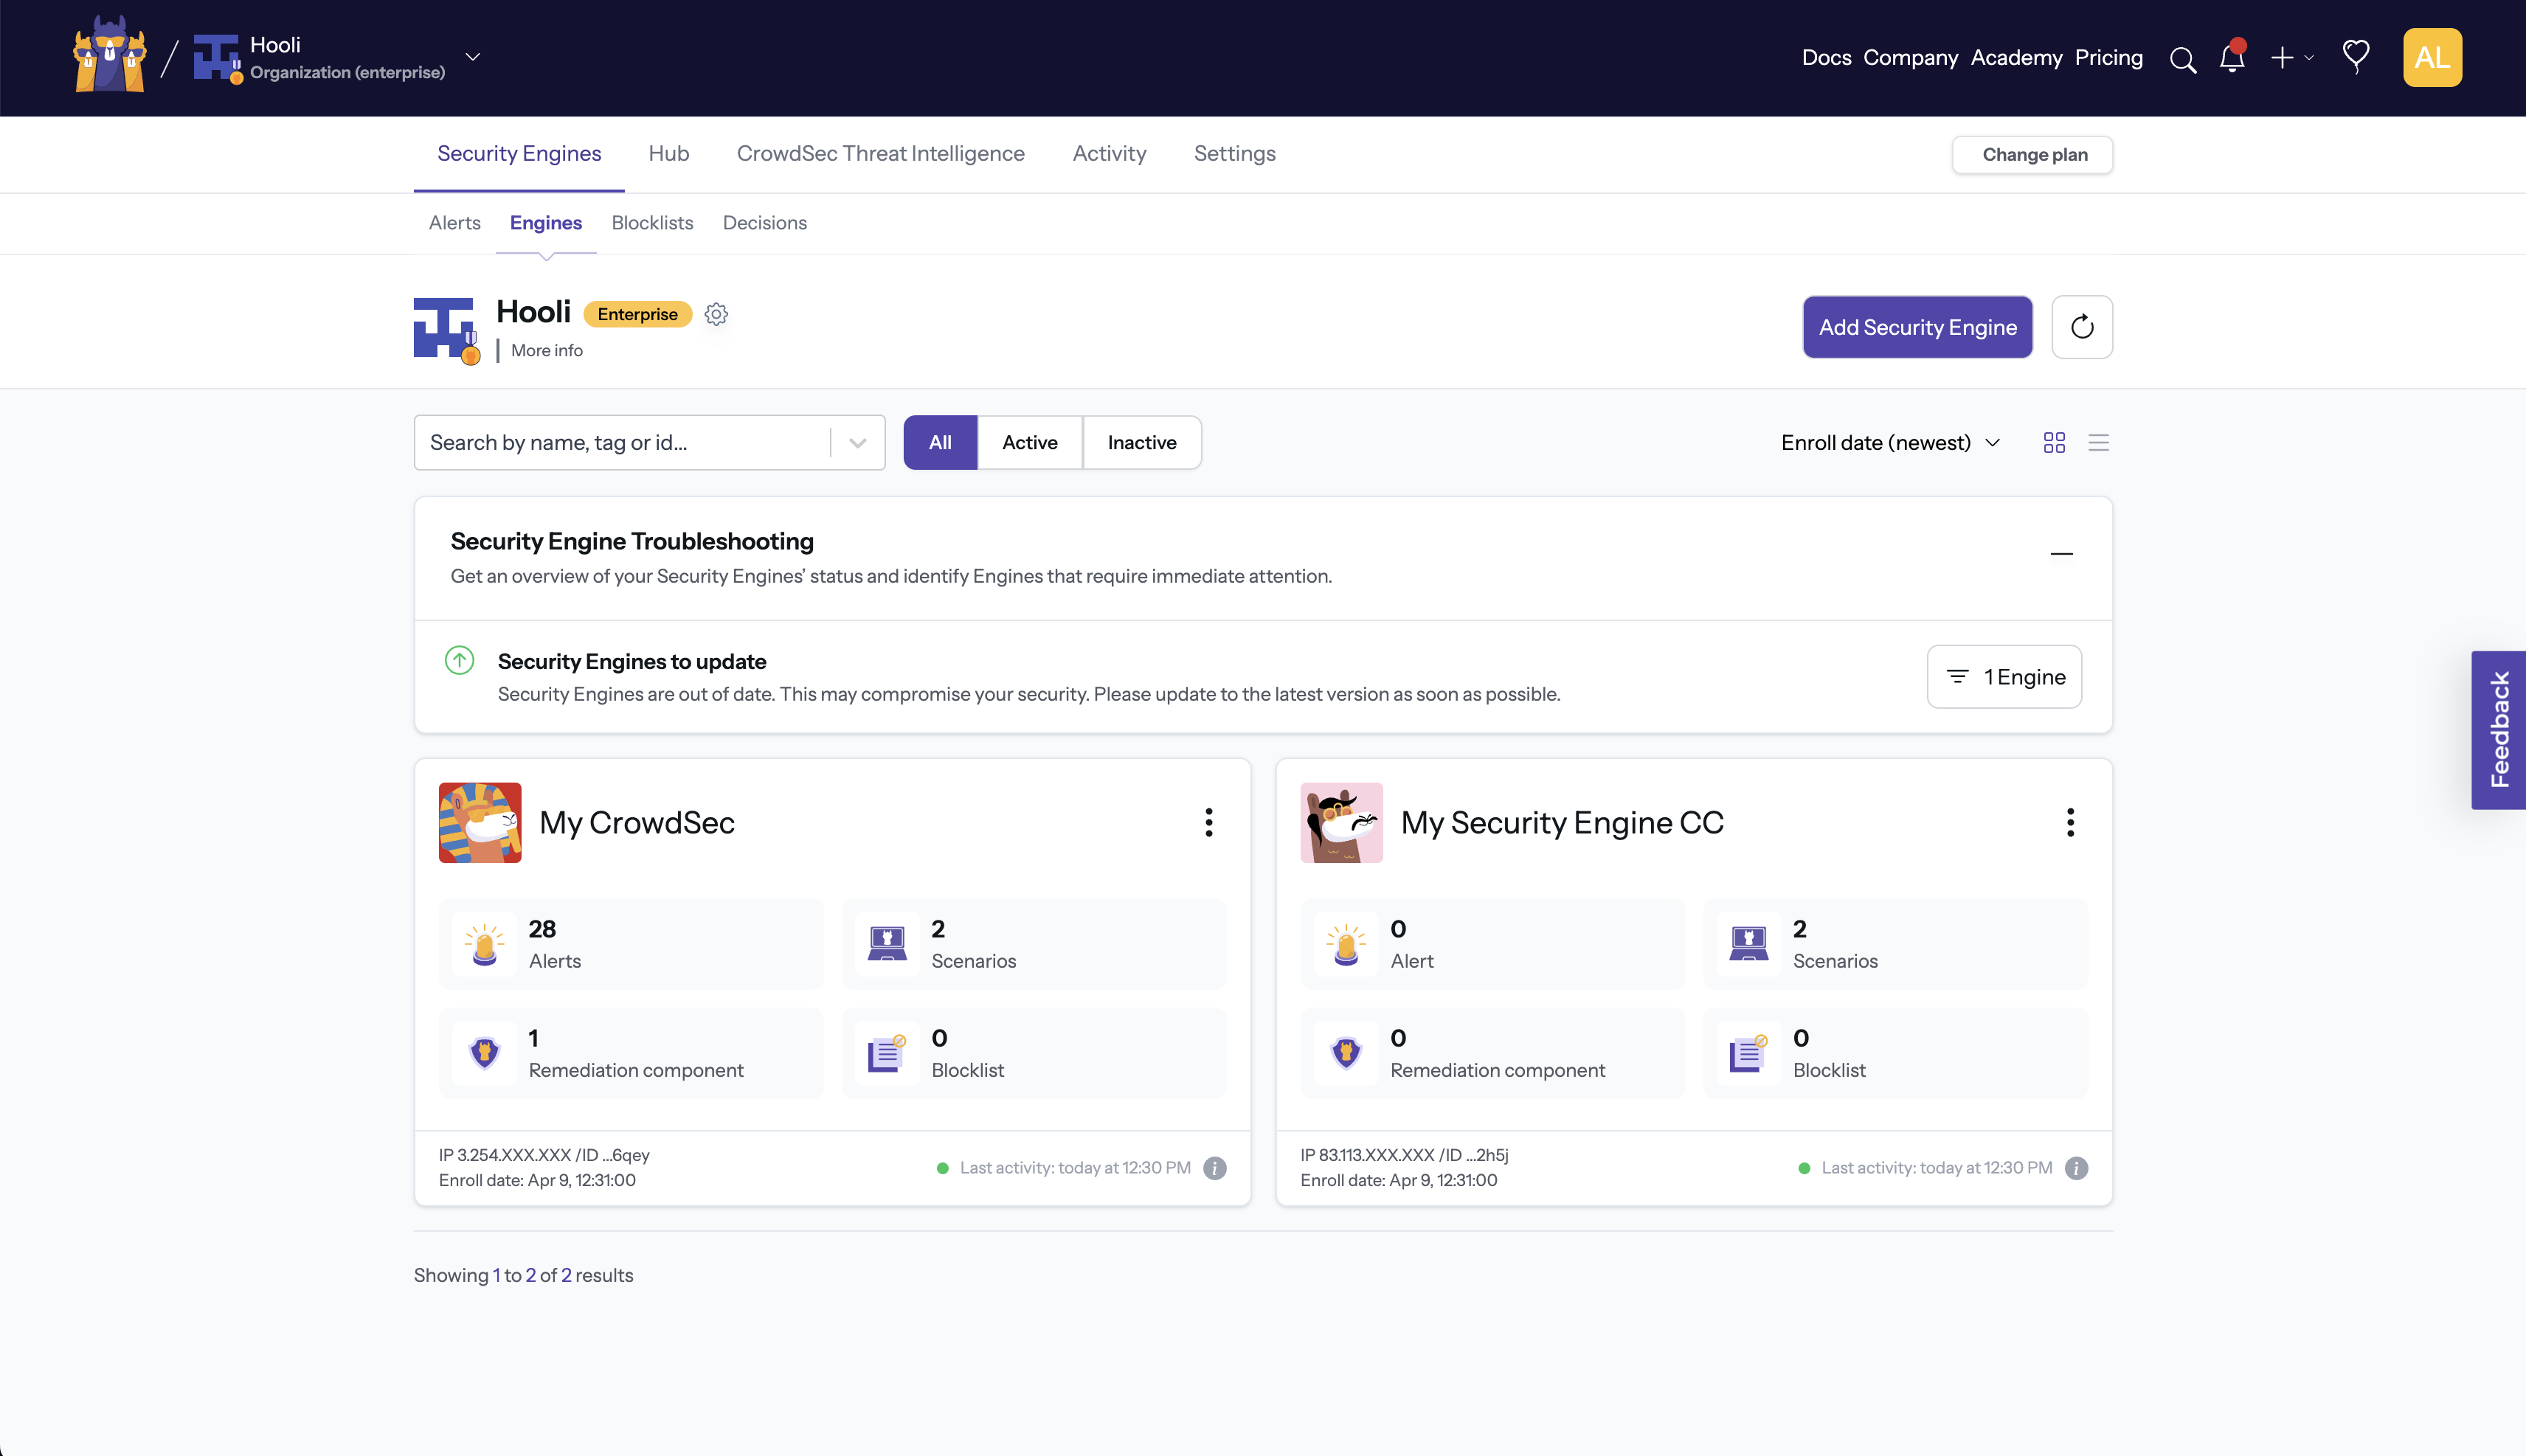 Hooli
Organization (enterprise)
Docs Company Academy Pricing
AL
Security Engines Hub CrowdSec Threat Intelligence Activity Settings
Change plan
Alerts Engines Blocklists Decisions
Hooli Enterprise
More info
Add Security Engine
Search by name, tag or id...
All Active Inactive
Enroll date (newest)
Security Engine Troubleshooting
Get an overview of your Security Engines’ status and identify Engines that require immediate attention.
Security Engines to update
Security Engines are out of date. This may compromise your security. Please update to the latest version as soon as possible.
1 Engine
Feedback
My CrowdSec
28
Alerts
2
Scenarios
1
Remediation component
0
Blocklist
IP 3.254.XXX.XXX /ID ...6qey
Enroll date: Apr 9, 12:31:00
Last activity: today at 12:30 PM
My Security Engine CC
0
Alert
2
Scenarios
0
Remediation component
0
Blocklist
IP 83.113.XXX.XXX /ID ...2h5j
Enroll date: Apr 9, 12:31:00
Last activity: today at 12:30 PM
Showing 1 to 2 of 2 results